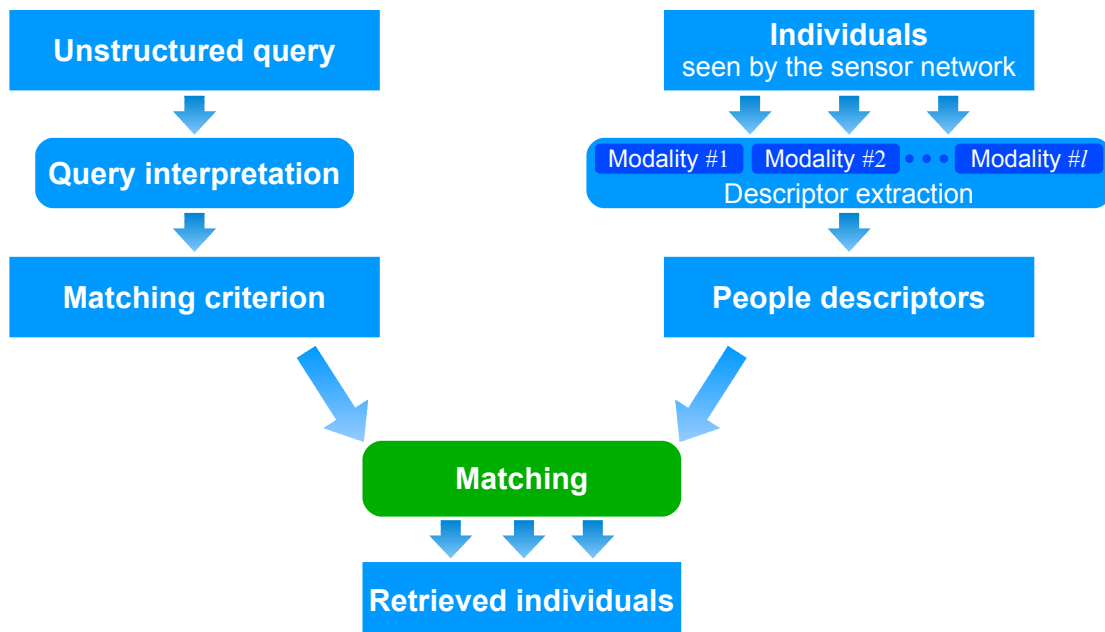 Unstructured query
Individuals
seen by the sensor network
Query interpretation
Modality #1 Modality #2 • • • Modality #l
Descriptor extraction
Matching criterion
People descriptors
Matching
Retrieved individuals